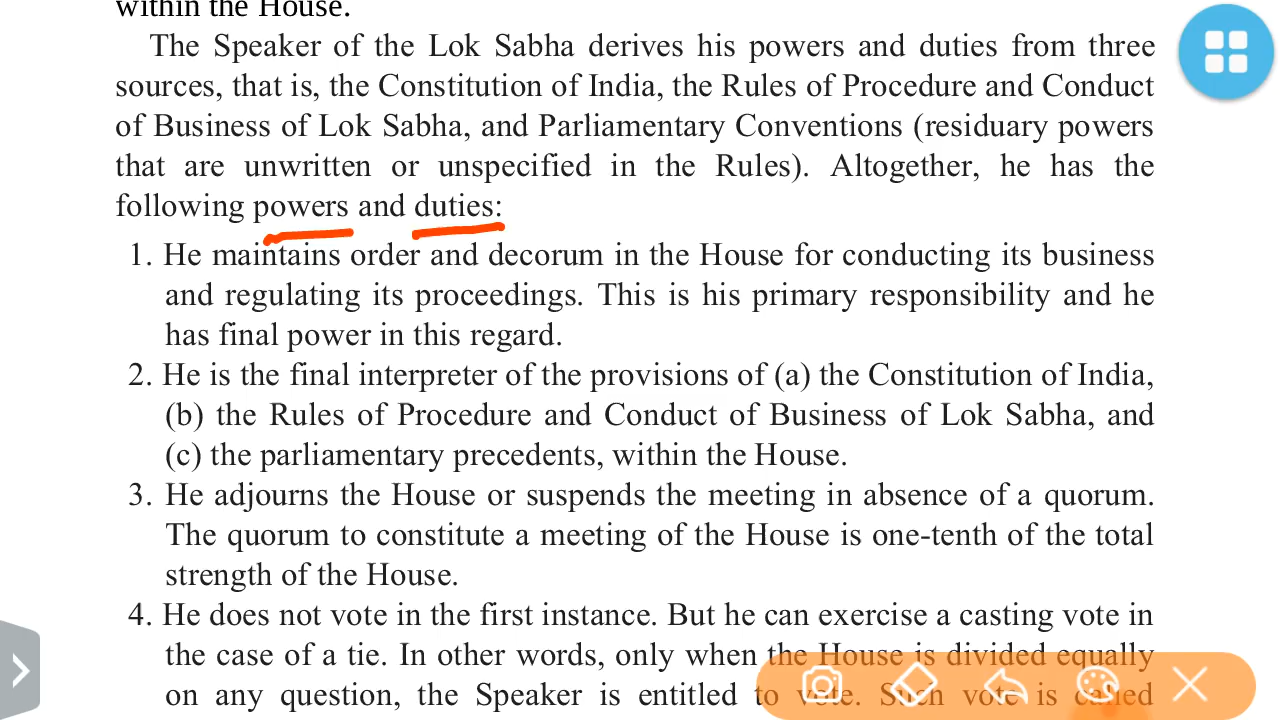 within the House.
The Speaker of the Lok Sabha derives his powers and duties from three
sources, that is, the Constitution of India, the Rules of Procedure and Conduct
of Business of Lok Sabha, and Parliamentary Conventions (residuary powers
that are unwritten or unspecified in the Rules). Altogether, he has the
following powers and duties:
1. He maintains order and decorum in the House for conducting its business
and regulating its proceedings. This is his primary responsibility and he
has final power in this regard.
2. He is the final interpreter of the provisions of (a) the Constitution of India,
(b) the Rules of Procedure and Conduct of Business of Lok Sabha, and
(c) the parliamentary precedents, within the House.
3. He adjourns the House or suspends the meeting in absence of a quorum.
The quorum to constitute a meeting of the House is one-tenth of the total
strength of the House.
4. He does not vote in the first instance. But he can exercise a casting vote in
the case of a tie. In other words, only when the House is divided equally
on any question, the Speaker is entitled to vote. Such vote is called